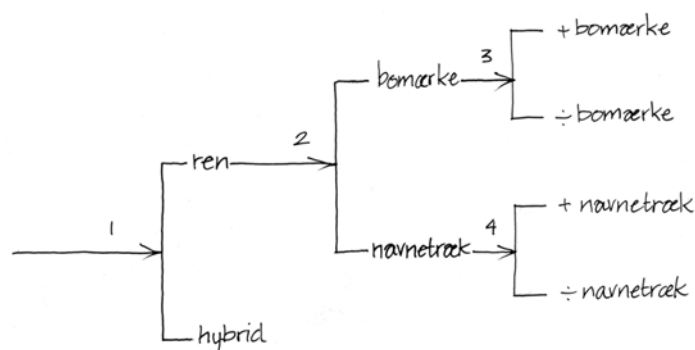 + bomærke
3
bomærke
÷ bomærke
2
ren
+ navnetræk
1
4
navnetræk
÷ navnetræk
hybrid